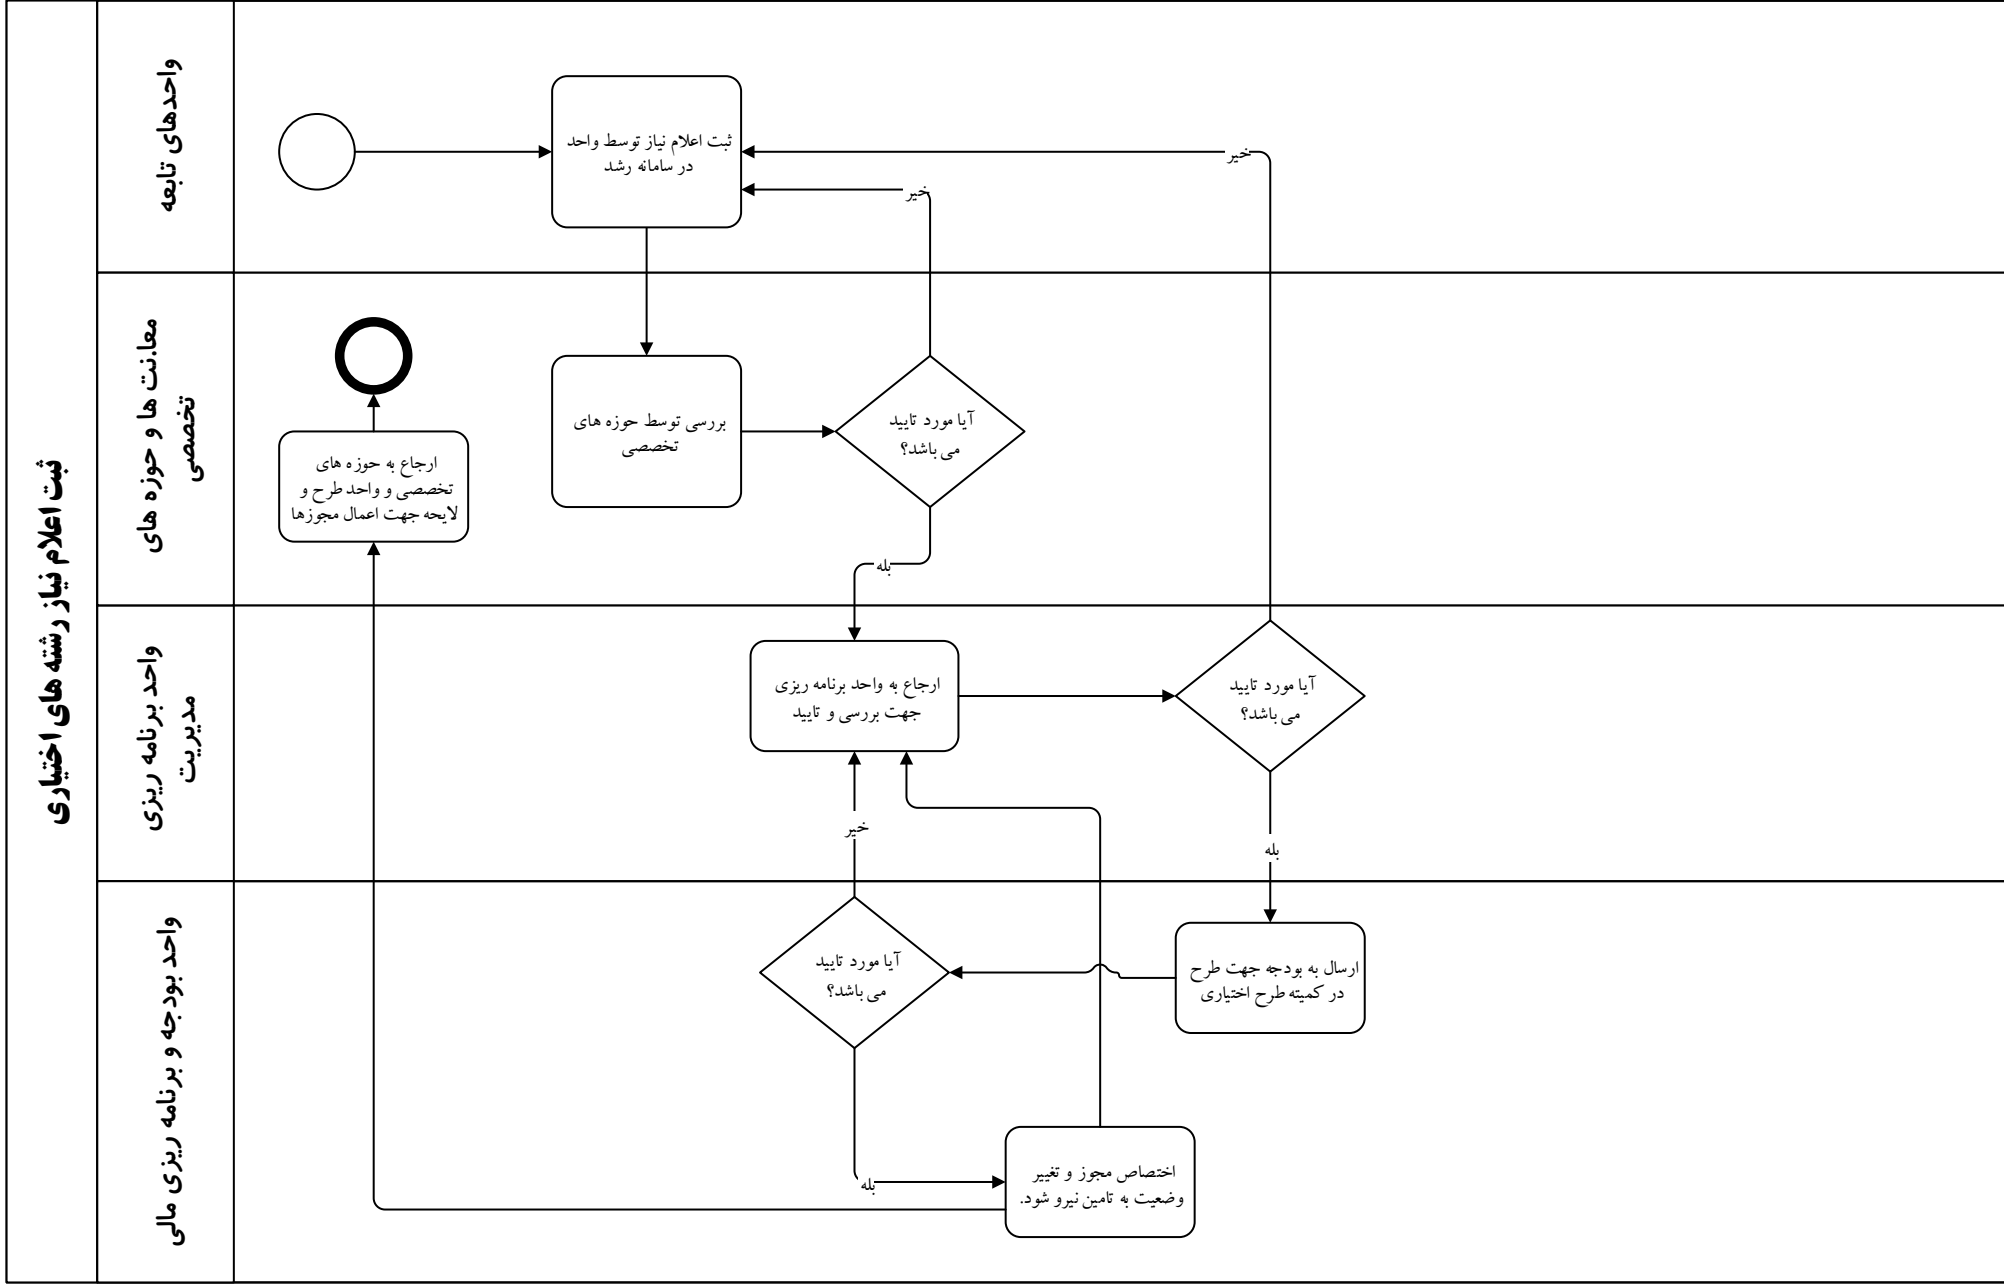 ثبت اعلام نیاز رشته های اختیاری
واحدهای تابعه
ثبت اعلام نیاز توسط واحد
در سامانه رشد
خیر
خیر
معا.نت ها و حوزه های
تخصصی
ارجاع به حوزه های
تخصصی و واحد طرح و
لایحه جهت اعمال مجوزها
بررسی توسط حوزه های
تخصصی
آیا مورد تایید
می باشد؟
بله
واحد برنامه ریزی
مدیریت
ارجاع به واحد برنامه ریزی
جهت بررسی و تایید
آیا مورد تایید
می باشد؟
خیر
بله
واحد بودجه و برنامه ریزی مالی
آیا مورد تایید
می باشد؟
ارسال به بودجه جهت طرح
در کمیته طرح اختیاری
بله
اختصاص مجوز و تغییر
وضعیت به تامین نیرو شود.